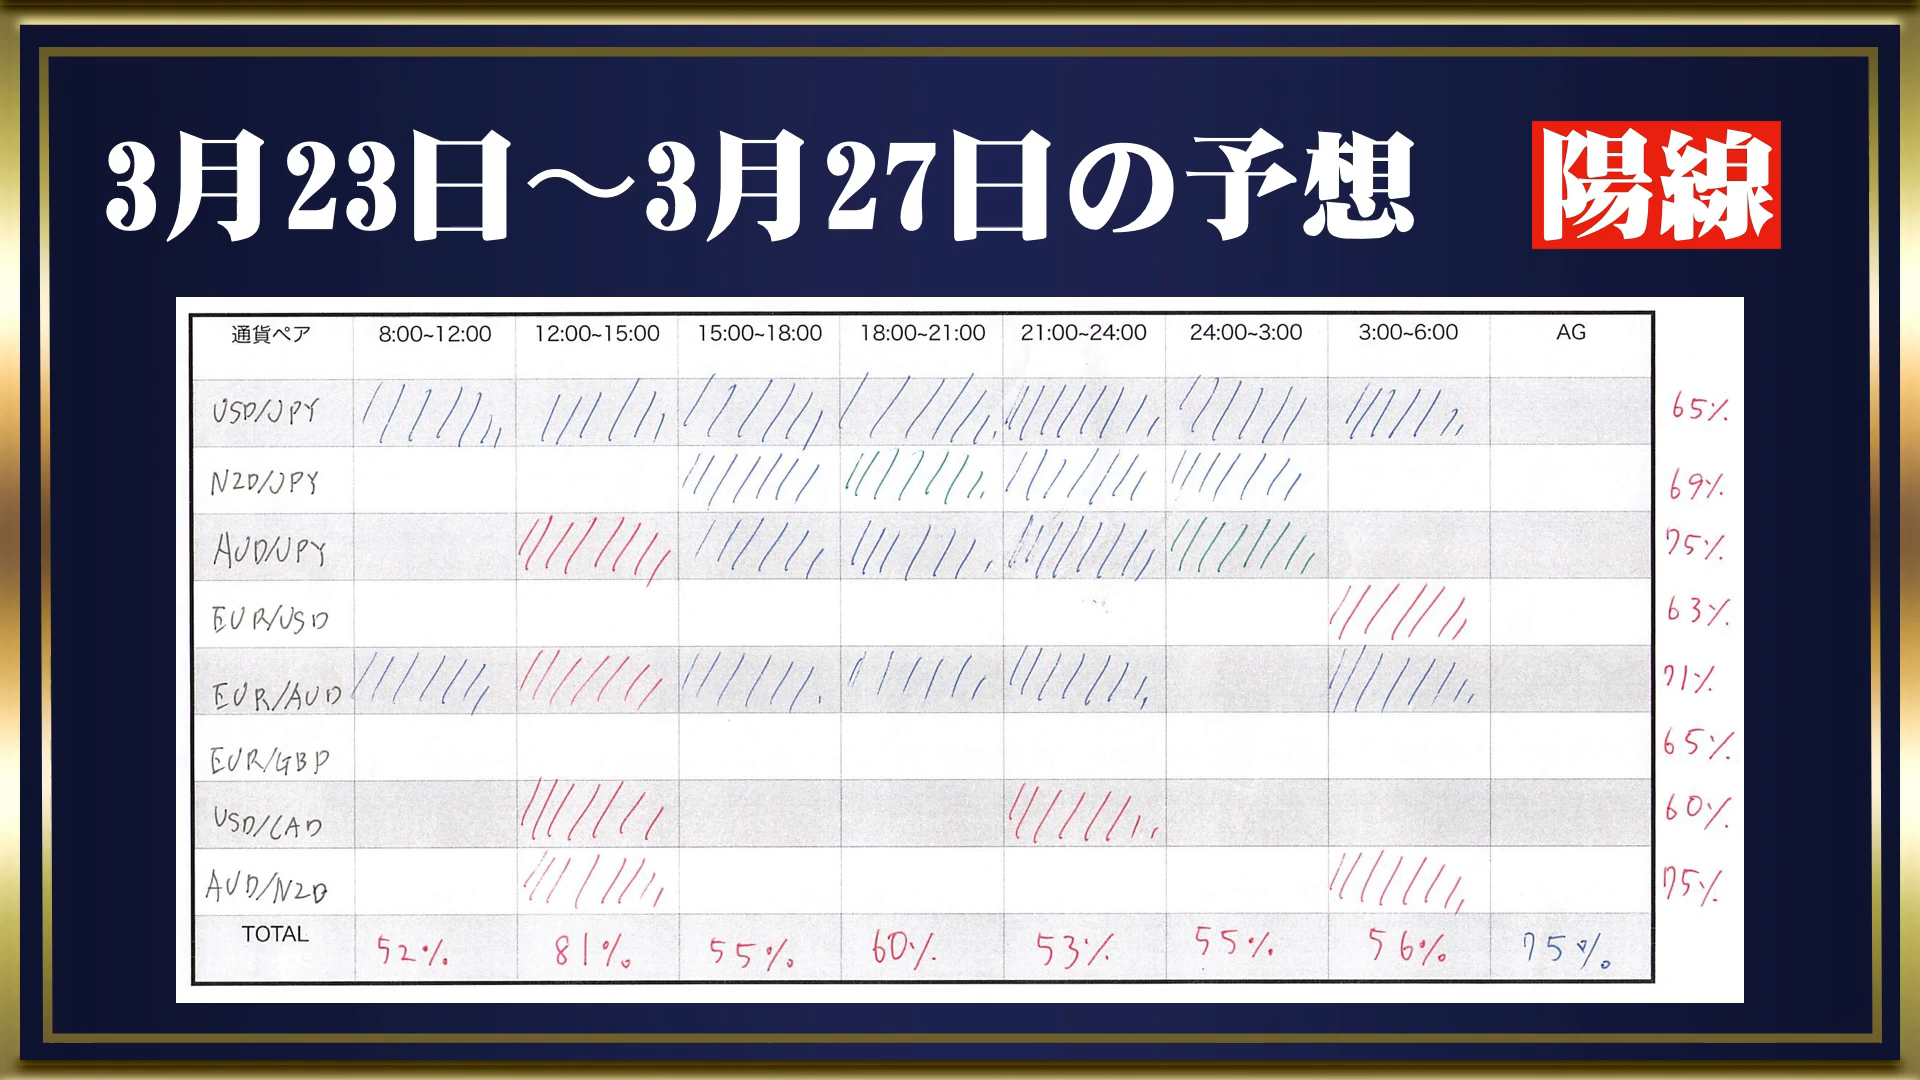 3月23日〜3月27日の予想 陽線
通貨ペア 8:00~12:00 12:00~15:00 15:00~18:00 18:00~21:00 21:00~24:00 24:00~3:00 3:00~6:00 AG
USD/JPY 65%
NZD/JPY 69%
AUD/JPY 75%
EUR/USD 63%
EUR/AUD 71%
EUR/GBP 65%
USD/CAD 60%
AUD/NZD 75%
TOTAL 52% 81% 55% 60% 53% 55% 56% 75%